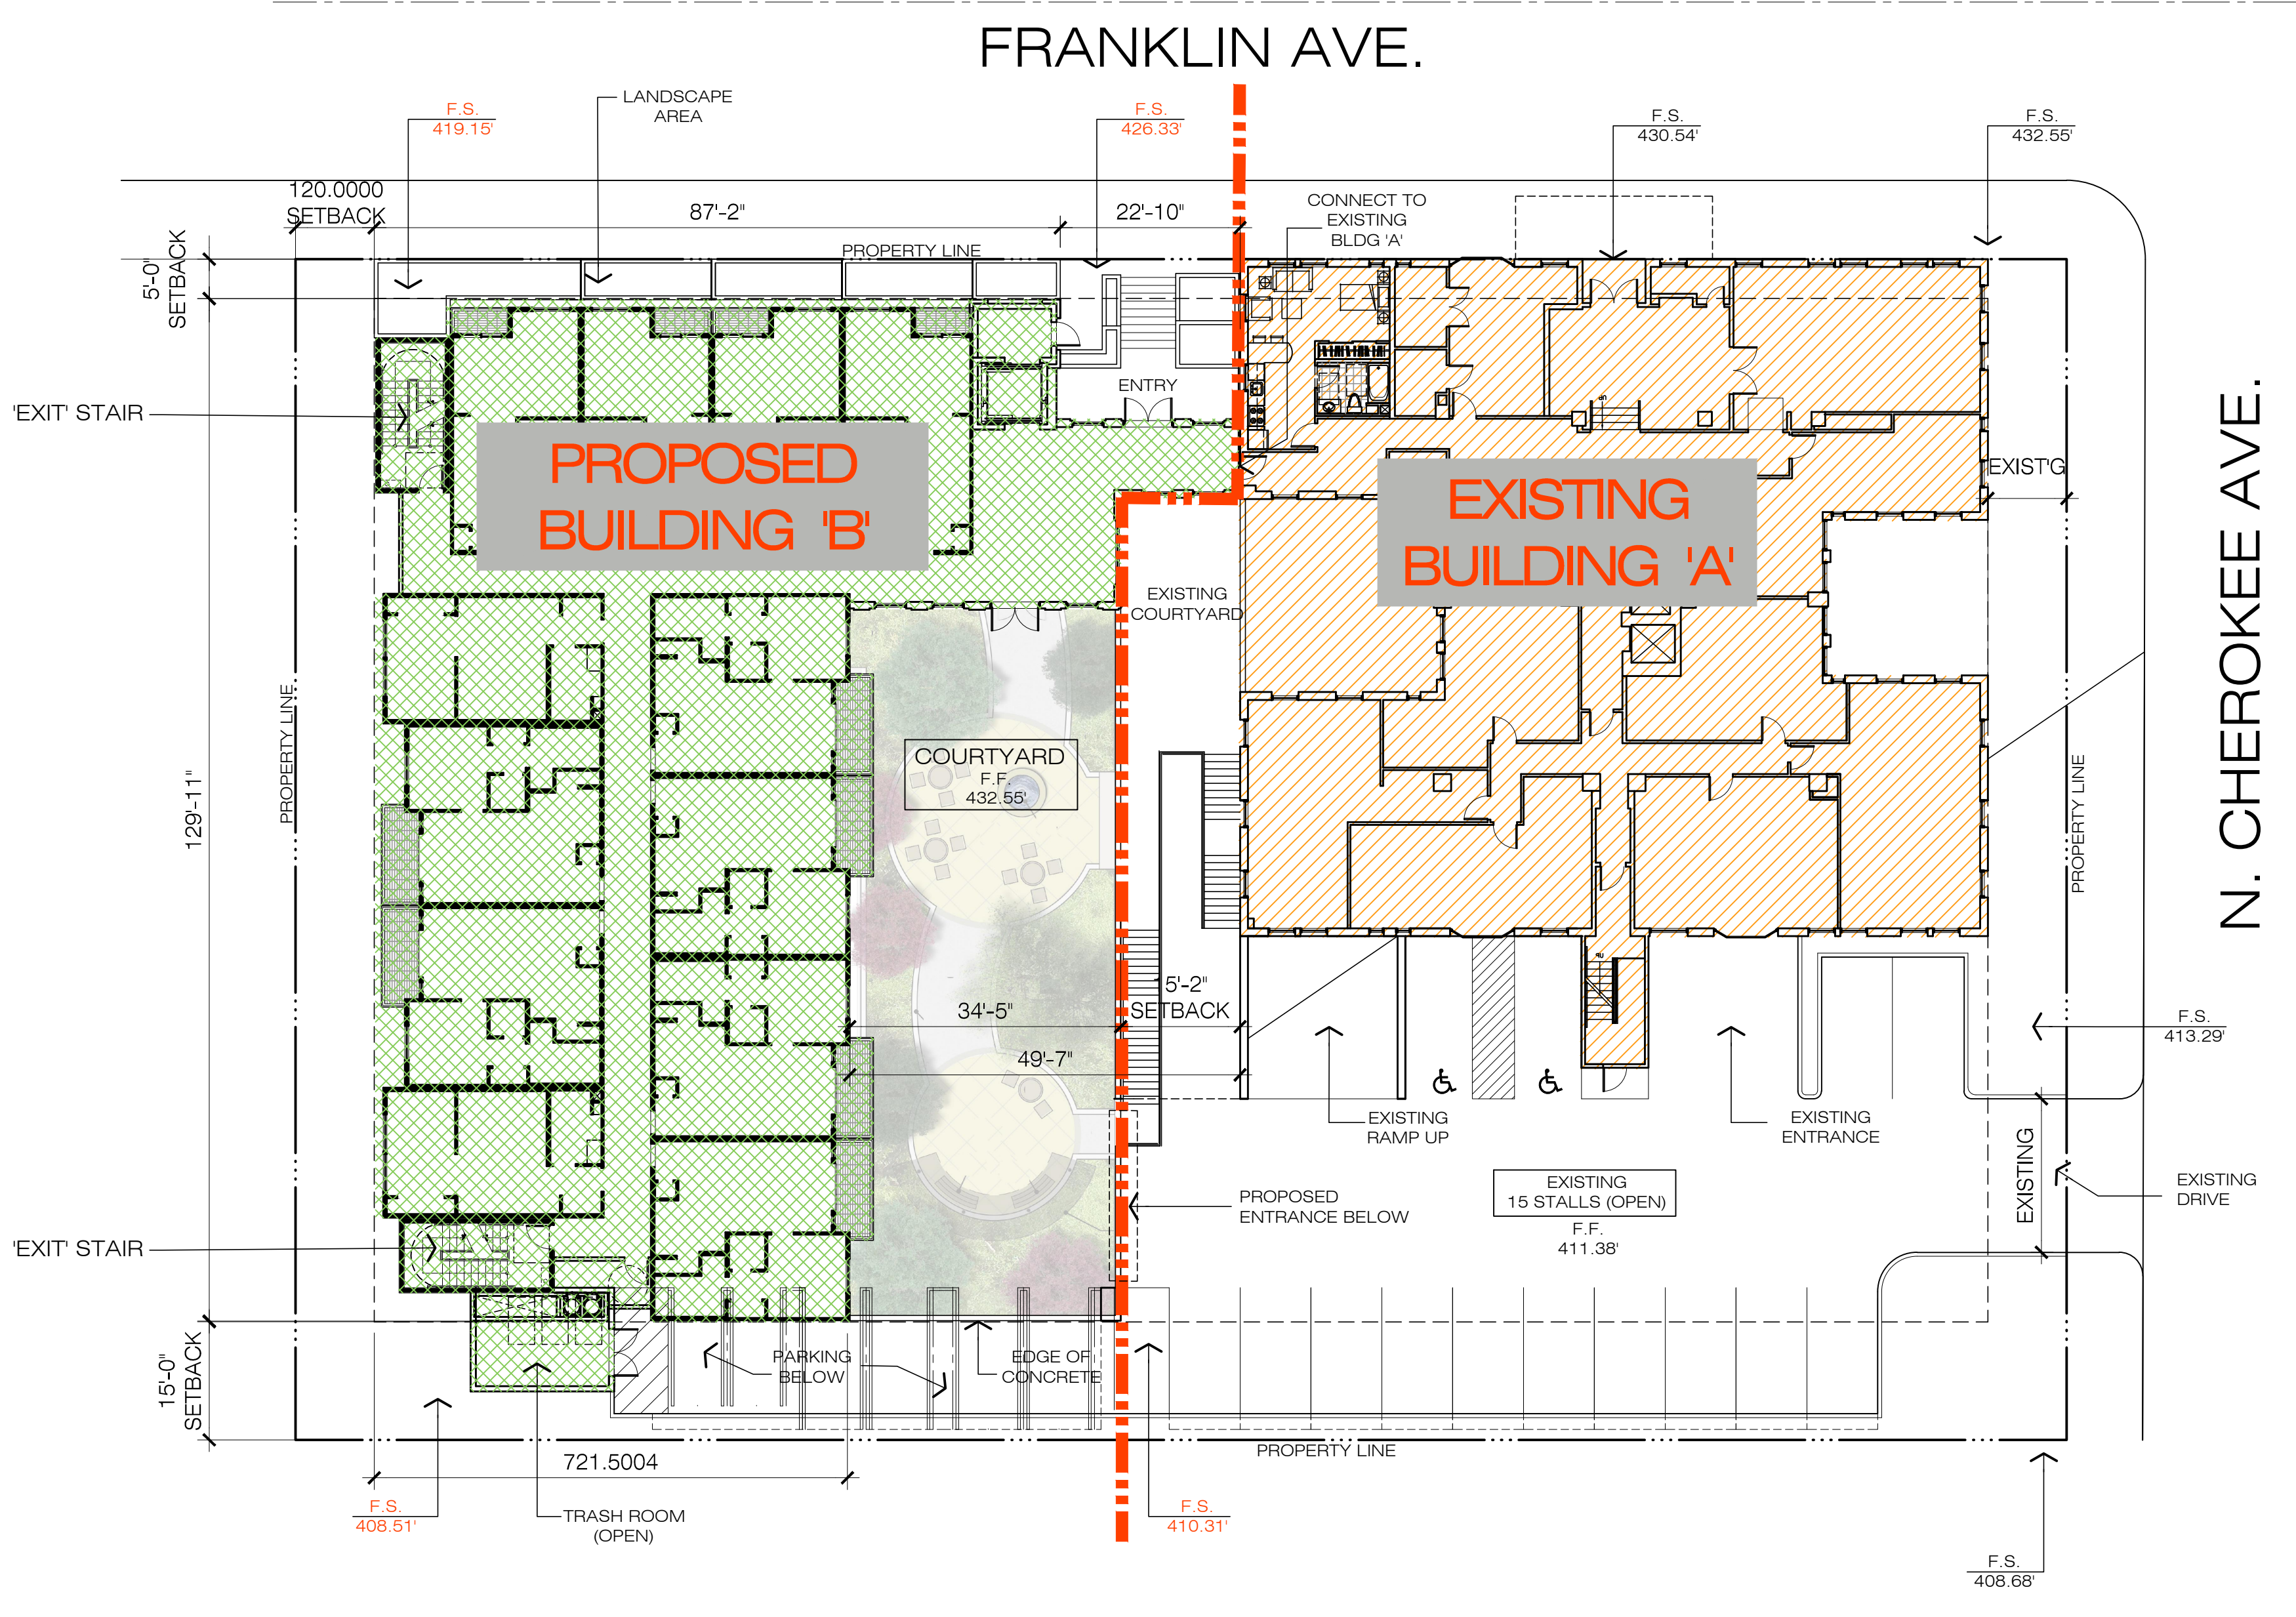 FRANKLIN AVE.
LANDSCAPE
AREA
F.S.
419.15'
F.S.
426.33'
F.S.
430.54'
F.S.
432.55'
120.0000
SETBACK
87'-2"
22'-10"
CONNECT TO
EXISTING
BLDG 'A'
PROPERTY LINE
5'-0"
SETBACK
'EXIT' STAIR
ENTRY
UP
PROPOSED
BUILDING 'B'
EXISTING
BUILDING 'A'
EXIST'G
N. CHEROKEE AVE.
EXISTING
COURTYARD
PROPERTY LINE
129'-11"
COURTYARD
F.F.
432.55'
PROPERTY LINE
UP
34'-5"
15'-2"
SETBACK
49'-7"
F.S.
413.29'
EXISTING
RAMP UP
EXISTING
ENTRANCE
EXISTING
EXISTING
DRIVE
PROPOSED
ENTRANCE BELOW
EXISTING
15 STALLS (OPEN)
F.F.
411.38'
'EXIT' STAIR
15'-0"
SETBACK
PARKING
BELOW
EDGE OF
CONCRETE
PROPERTY LINE
721.5004
F.S.
408.51'
TRASH ROOM
(OPEN)
F.S.
410.31'
F.S.
408.68'